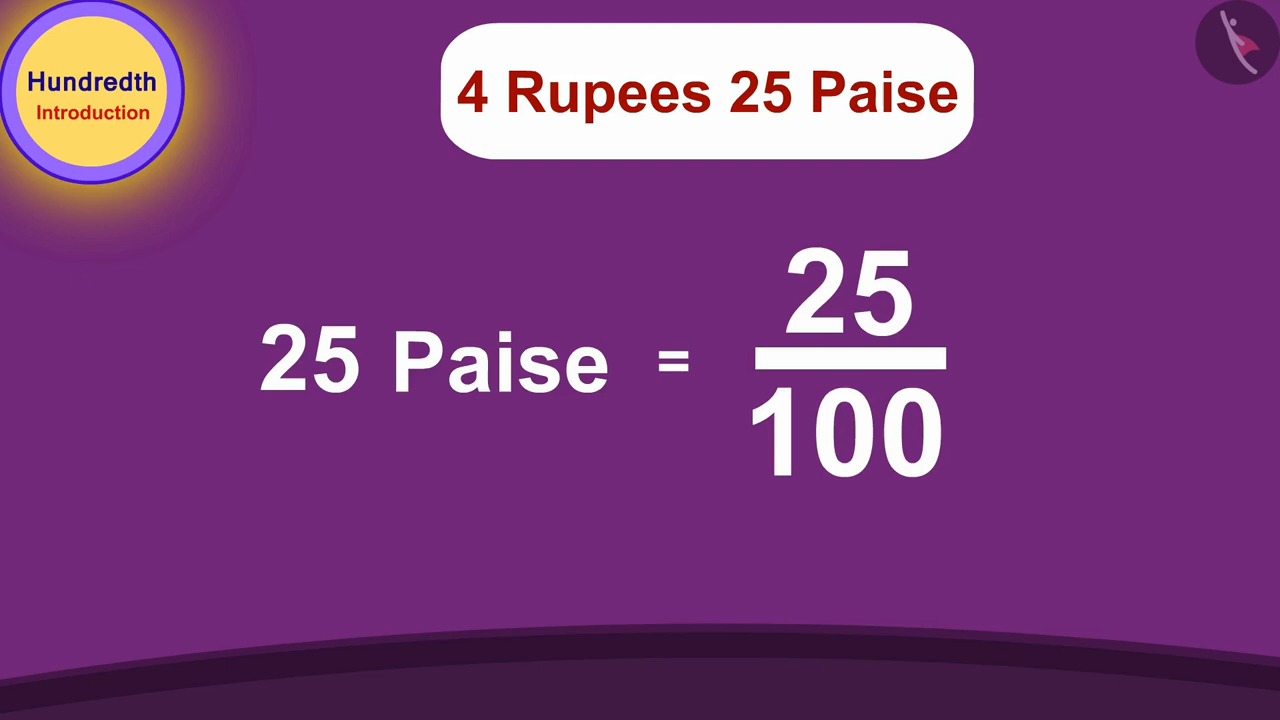 Hundredth
Introduction
4 Rupees 25 Paise
25 Paise = 25/100